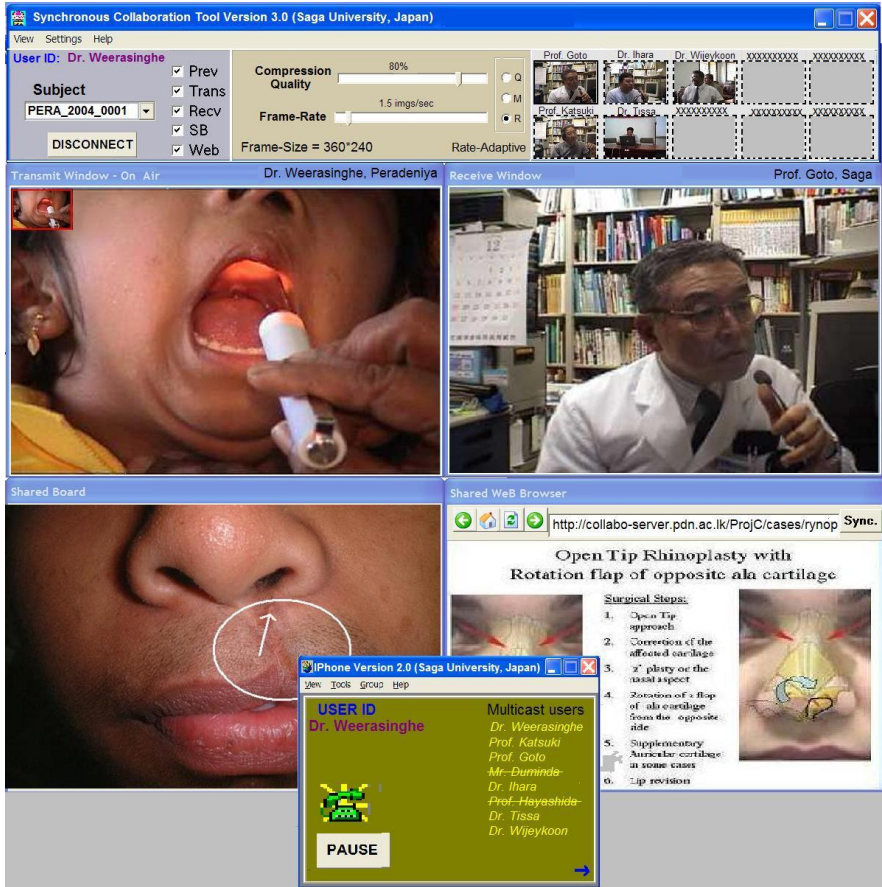 Synchronous Collaboration Tool Version 3.0 (Saga University, Japan)
View Settings Help
User ID: Dr. Weerasinghe
Subject
PERA_2004_0001
DISCONNECT
Prev
Trans
Recv
SB
Web
Compression Quality
80%
Frame-Rate
1.5 imgs/sec
Frame-Size = 360*240
Q
M
R
Rate-Adaptive
Prof. Goto Dr. Ihara Dr. Wijeykoon XXXXXXXXXX XXXXXXXXXX
Prof. Katsuki Dr. Tissa XXXXXXXXXX XXXXXXXXXX XXXXXXXXXX
Transmit Window - On Air
Dr. Weerasinghe, Peradeniya
Receive Window
Prof. Goto, Saga
12
Shared Board
Shared WeB Browser
http://collabo-server.pdn.ac.lk/ProjC/cases/rynop
Sync.
Open Tip Rhinoplasty with
Rotation flap of opposite ala cartilage
Surgical Steps:
1. Open Tip
approach
2. Correction of the
affected cartilage
3. 'z' plasty on the
nasal aspect
4. Rotation of a flap
of ala cartilage
from the opposite
side
5. Supplementary
Auricular cartilage
in some cases
6. Lip revision
IPhone Version 2.0 (Saga University, Japan)
View Tools Group Help
USER ID
Dr. Weerasinghe
Multicast users
Dr. Weerasinghe
Prof. Katsuki
Prof. Goto
Mr. Duminda
Dr. Ihara
Prof. Hayashida
Dr. Tissa
Dr. Wijeykoon
PAUSE